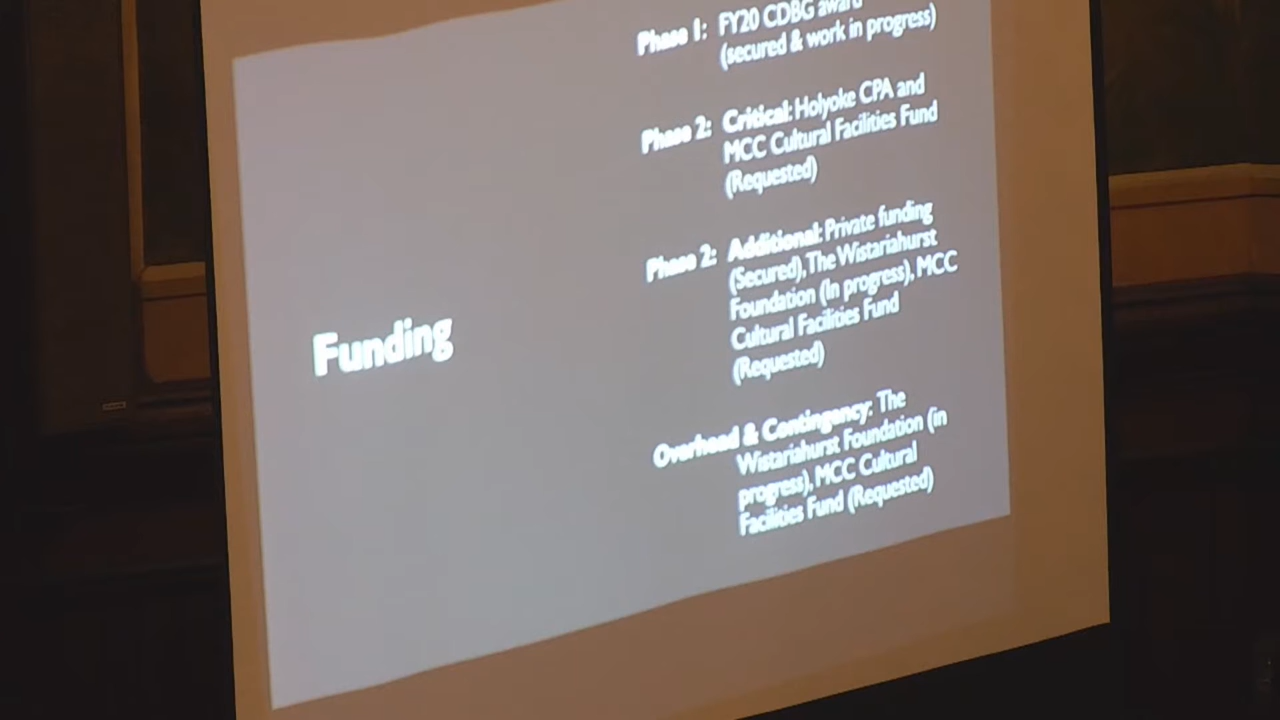 Funding
Phase 1: FY20 CDBG award
(secured & work in progress)
Phase 2: Critical: Holyoke CPA and
MCC Cultural Facilities Fund
(Requested)
Phase 2: Additional: Private funding
(Secured), The Wistariahurst
Foundation (In progress), MCC
Cultural Facilities Fund
(Requested)
Overhead & Contingency: The
Wistariahurst Foundation (in
progress), MCC Cultural
Facilities Fund (Requested)